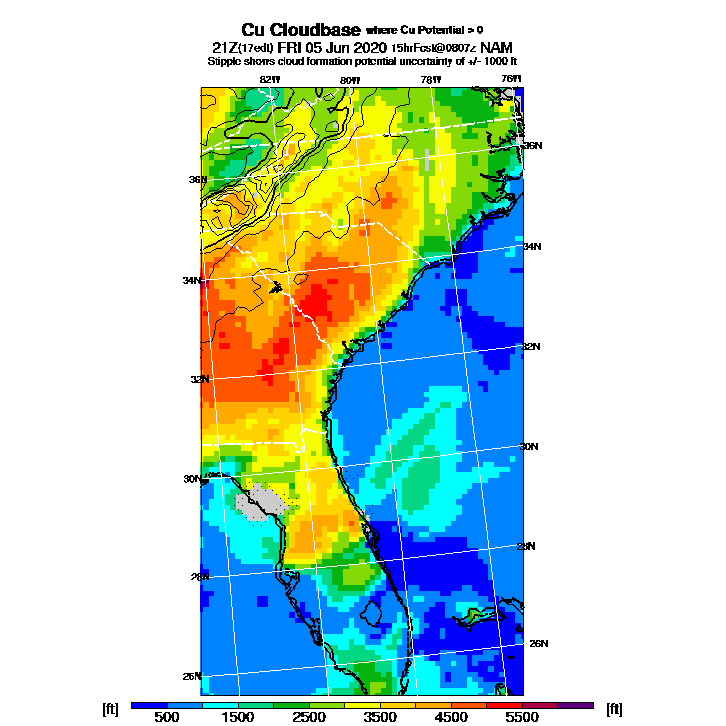 Cu Cloudbase where Cu Potential > 0
21Z(17edt) FRI 05 Jun 2020 15hrFcst@0807z NAM
Stipple shows cloud formation potential uncertainty of +/- 1000 ft
82W 80W 78W 76W
36N
36N
34N
34N
32N
32N
30N
30N
28N
28N
26N
26N
[ft] 500 1500 2500 3500 4500 5500 [ft]